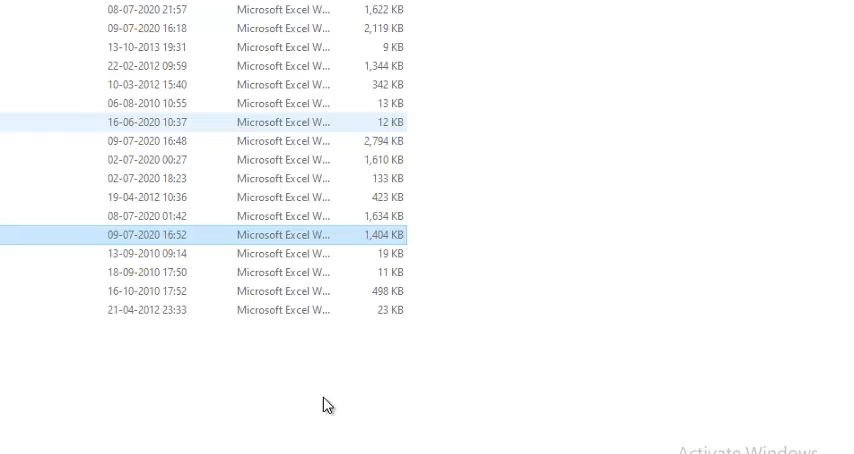 08-07-2020 21:57 Microsoft Excel W... 1,622 KB
09-07-2020 16:18 Microsoft Excel W... 2,119 KB
13-10-2013 19:31 Microsoft Excel W... 9 KB
22-02-2012 09:59 Microsoft Excel W... 1,344 KB
10-03-2012 15:40 Microsoft Excel W... 342 KB
06-08-2010 10:55 Microsoft Excel W... 13 KB
16-06-2020 10:37 Microsoft Excel W... 12 KB
09-07-2020 16:48 Microsoft Excel W... 2,794 KB
02-07-2020 00:27 Microsoft Excel W... 1,610 KB
02-07-2020 18:23 Microsoft Excel W... 133 KB
19-04-2012 10:36 Microsoft Excel W... 423 KB
08-07-2020 01:42 Microsoft Excel W... 1,634 KB
09-07-2020 16:52 Microsoft Excel W... 1,404 KB
13-09-2010 09:14 Microsoft Excel W... 19 KB
18-09-2010 17:50 Microsoft Excel W... 11 KB
16-10-2010 17:52 Microsoft Excel W... 498 KB
21-04-2012 23:33 Microsoft Excel W... 23 KB
Activate Windows